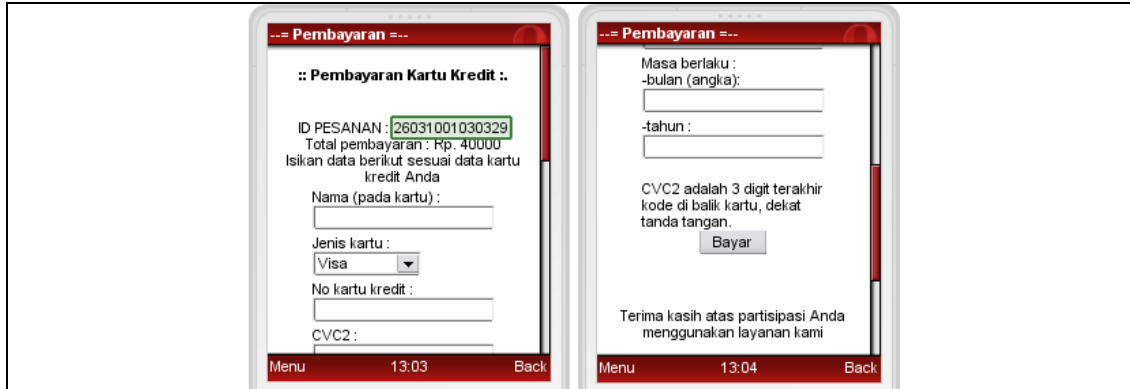 --= Pembayaran =--
:: Pembayaran Kartu Kredit :.
ID PESANAN : 26031001030329
Total pembayaran : Rp. 40000
Isikan data berikut sesuai data kartu
kredit Anda
Nama (pada kartu) :
Jenis kartu :
Visa
No kartu kredit :
CVC2 :
Menu 13:03 Back
--= Pembayaran =--
Masa berlaku :
-bulan (angka):
-tahun :
CVC2 adalah 3 digit terakhir
kode di balik kartu, dekat
tanda tangan.
Bayar
Terima kasih atas partisipasi Anda
menggunakan layanan kami
Menu 13:04 Back